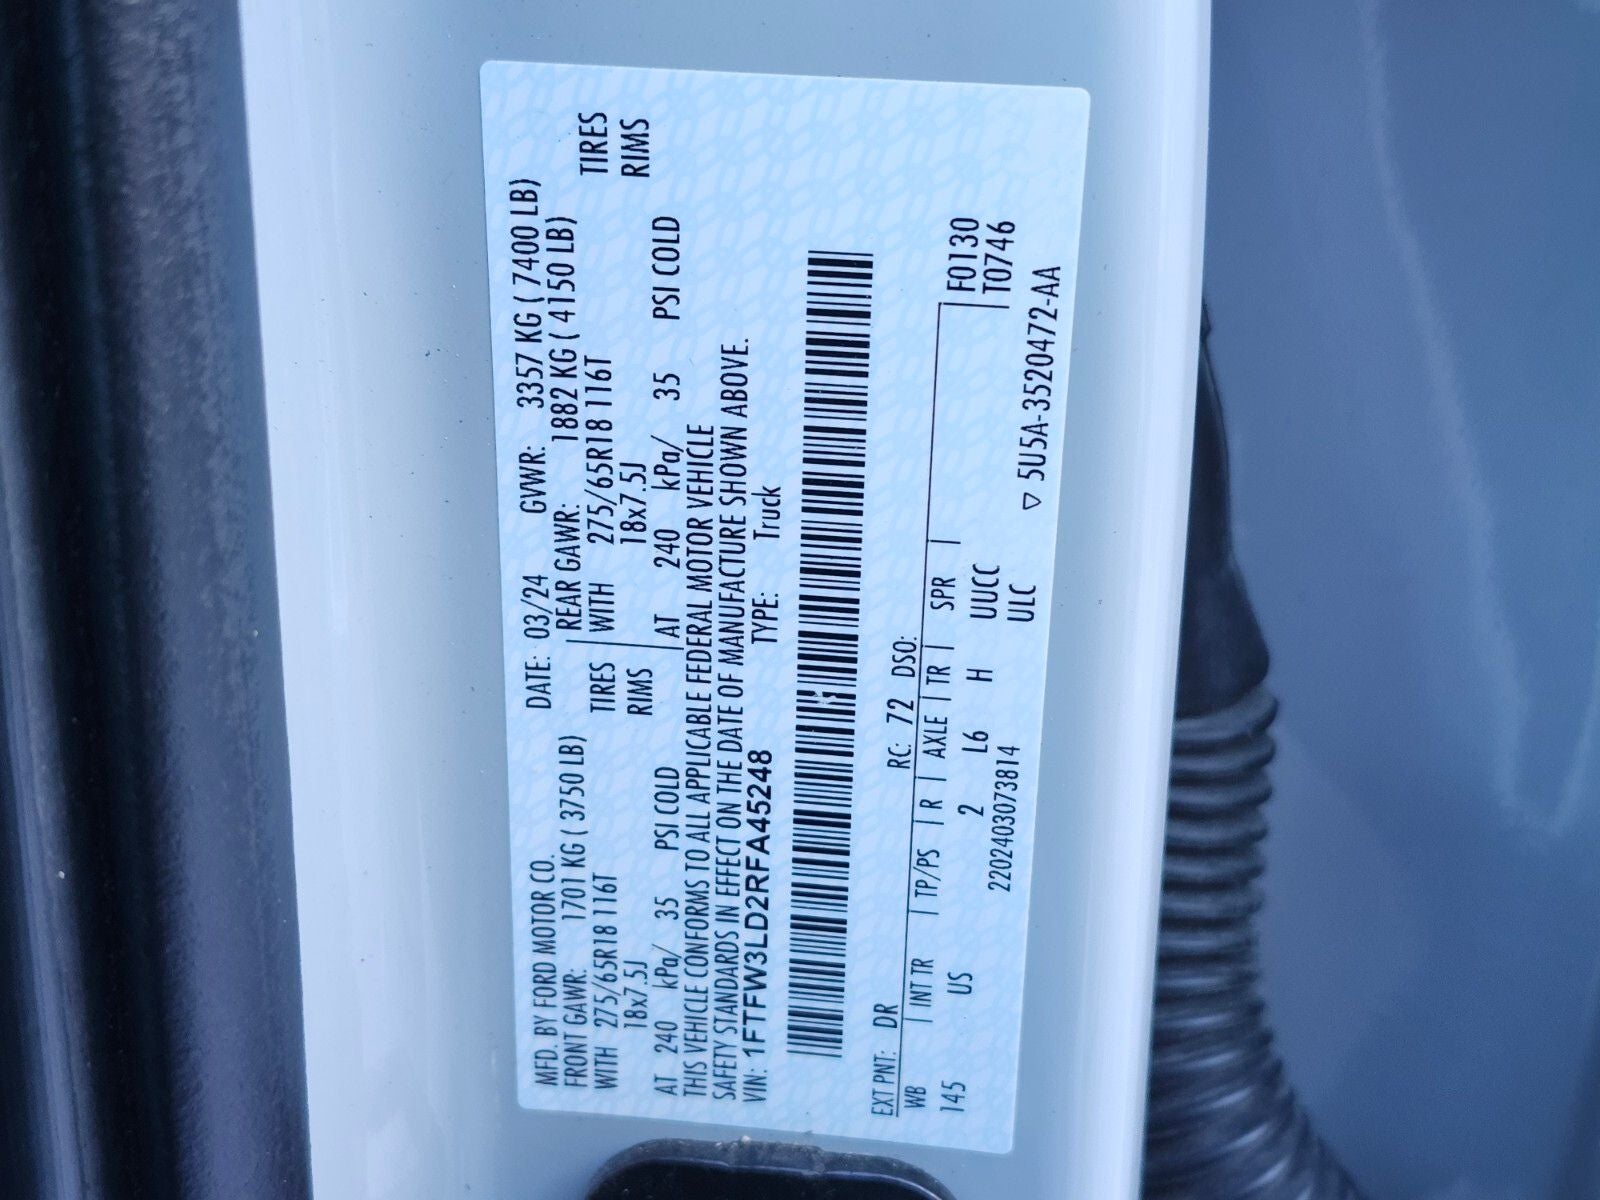 MFD. BY FORD MOTOR CO. DATE: 03/24 GVWR: 3357 KG ( 7400 LB)
FRONT GAWR: 1701 KG ( 3750 LB) REAR GAWR: 1882 KG ( 4150 LB)
WITH 275/65R18 116T TIRES WITH 275/65R18 116T TIRES
18x7.5J RIMS 18x7.5J RIMS
AT 240 kPa/ 35 PSI COLD AT 240 kPa/ 35 PSI COLD
THIS VEHICLE CONFORMS TO ALL APPLICABLE FEDERAL MOTOR VEHICLE
SAFETY STANDARDS IN EFFECT ON THE DATE OF MANUFACTURE SHOWN ABOVE.
VIN: 1FTFW3LD2RFA45248 TYPE: Truck
EXT PNT: DR RC: 72 DSO:
WB INT TR TP/PS R AXLE TR SPR F0130
145 US 2 L6 H UUCC T0746
2202403073814 ULC
▽ 5U5A-3520472-AA